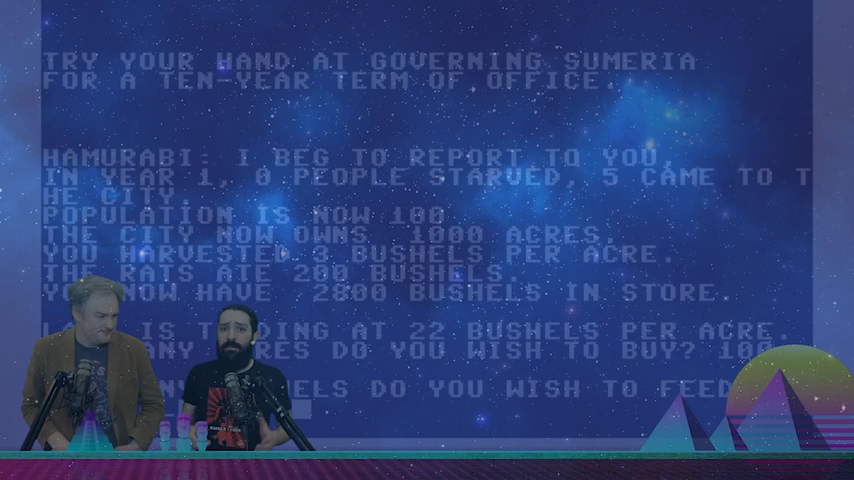 TRY YOUR HAND AT GOVERNING SUMERIA
FOR A TEN-YEAR TERM OF OFFICE.
HAMURABI: I BEG TO REPORT TO YOU,
IN YEAR 1, 0 PEOPLE STARVED, 5 CAME TO T
HE CITY
POPULATION IS NOW 100
THE CITY NOW OWNS 1000 ACRES.
YOU HARVESTED 3 BUSHELS PER ACRE.
THE RATS ATE 200 BUSHELS.
YOU NOW HAVE 2800 BUSHELS IN STORE.
IS TRADING AT 22 BUSHELS PER ACRE.
DO YOU WISH TO BUY?
DO YOU WISH TO FEED